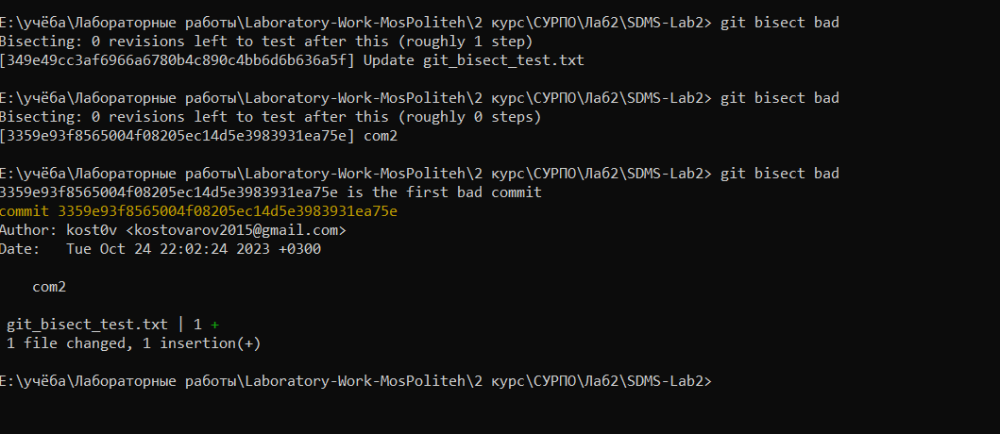 E:\учёба\Лабораторные работы\Laboratory-Work-MosPoliteh\2 курс\СУРПО\Ла62\SDMS-Lab2> git bisect bad
Bisecting: 0 revisions left to test after this (roughly 1 step)
[349e49cc3af6966a6780b4c890c4bb6d6b636a5f] Update git_bisect_test.txt
E:\учёба\Лабораторные работы\Laboratory-Work-MosPoliteh\2 курс\СУРПО\Ла62\SDMS-Lab2> git bisect bad
Bisecting: 0 revisions left to test after this (roughly 0 steps)
[3359e93f8565004f08205ec14d5e3983931ea75e] com2
E:\учёба\Лабораторные работы\Laboratory-Work-MosPoliteh\2 курс\СУРПО\Ла62\SDMS-Lab2> git bisect bad
3359e93f8565004f08205ec14d5e3983931ea75e is the first bad commit
commit 3359e93f8565004f08205ec14d5e3983931ea75e
Author: kost0v <kostovarov2015@gmail.com>
Date:   Tue Oct 24 22:02:24 2023 +0300
com2
git_bisect_test.txt | 1 +
1 file changed, 1 insertion(+)
E:\учёба\Лабораторные работы\Laboratory-Work-MosPoliteh\2 курс\СУРПО\Ла62\SDMS-Lab2>